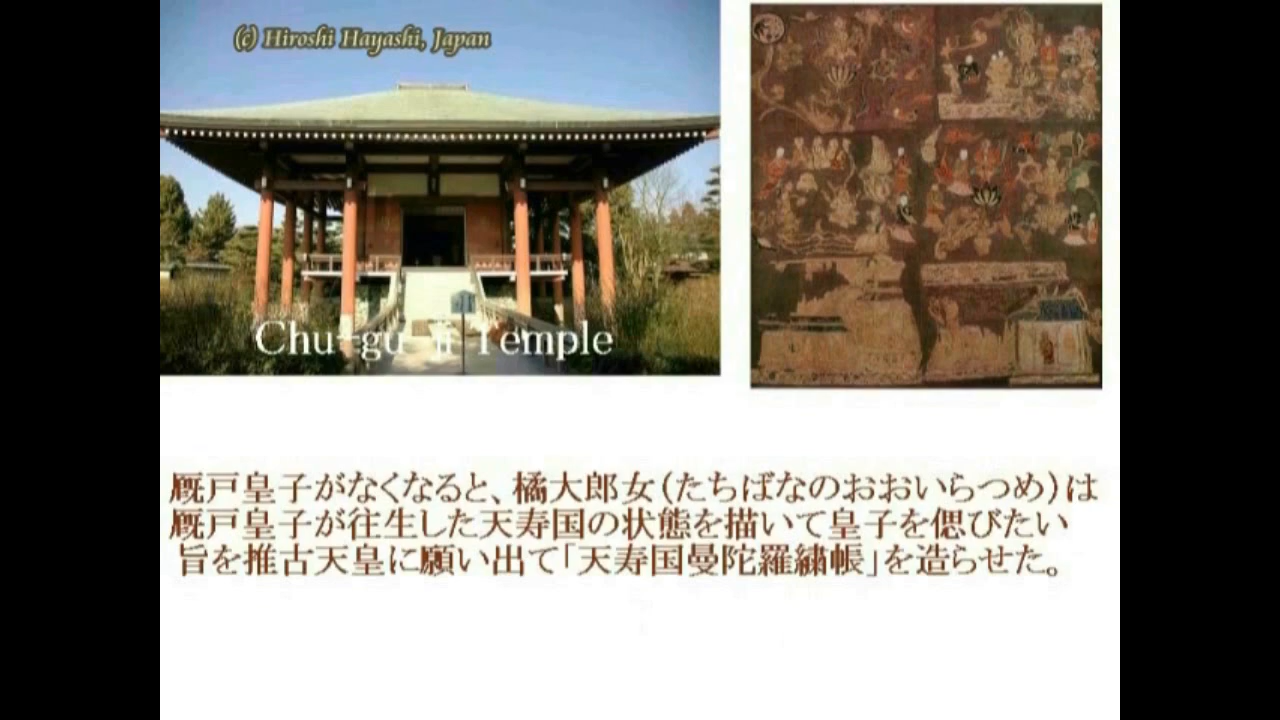 (c) Hiroshi Hayashi, Japan
Chu-gu-ji Temple
厩戸皇子がなくなると、橘大郎女(たちばなのおおいらつめ)は
厩戸皇子が往生した天寿国の状態を描いて皇子を偲びたい
旨を推古天皇に願い出て「天寿国曼陀羅繍帳」を造らせた。